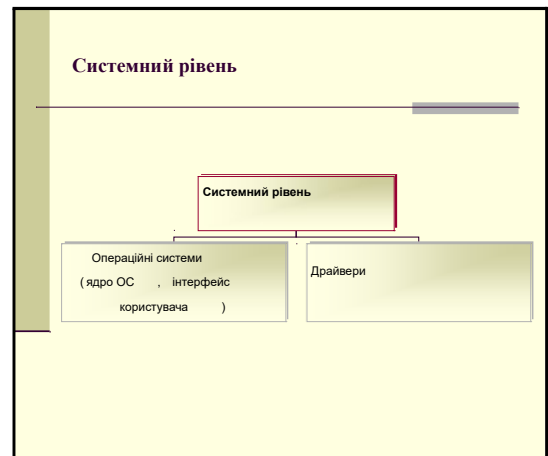 Системний рівень
Системний рівень
Операційні системи
( ядро ОС , інтерфейс
користувача )
Драйвери